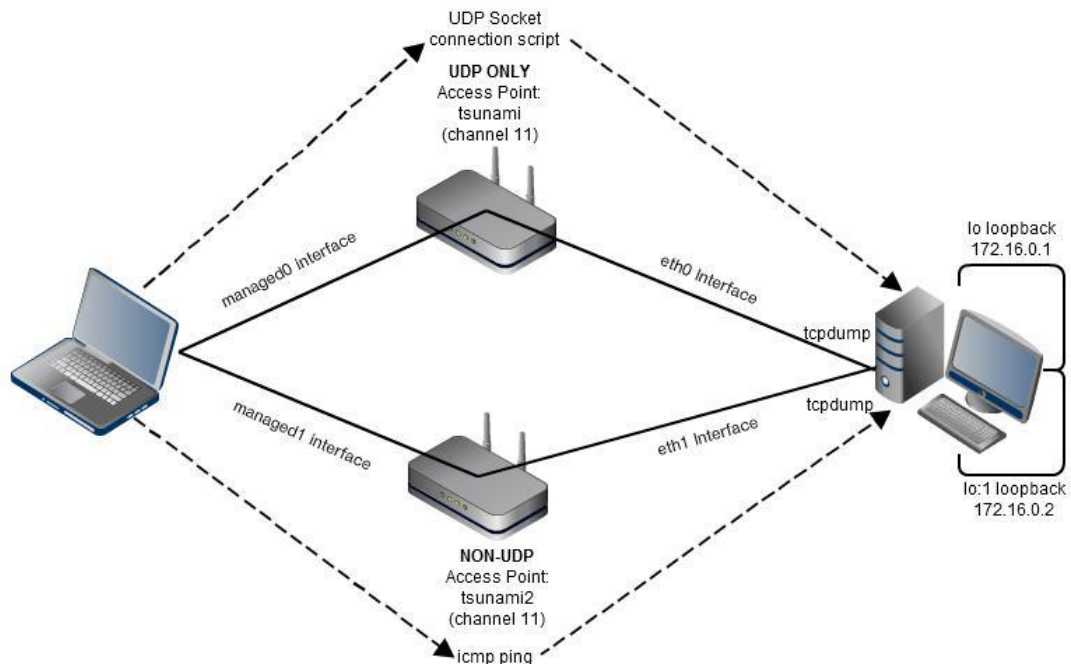 UDP Socket
connection script
UDP ONLY
Access Point:
tsunami
(channel 11)
managed0 interface
eth0 Interface
lo loopback
172.16.0.1
tcpdump
tcpdump
managed1 interface
eth1 Interface
lo:1 loopback
172.16.0.2
NON-UDP
Access Point:
tsunami2
(channel 11)
icmp ping